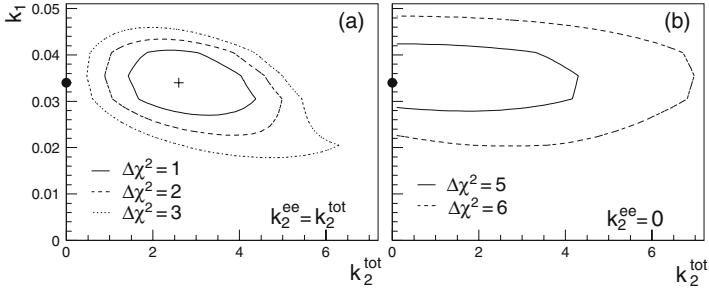 k₁
(a)
(b)
0.05
0.04
0.03
0.02
0.01
0
Δχ² = 1
Δχ² = 2
Δχ² = 3
k₂ᵉᵉ = k₂ᵗᵒᵗ
Δχ² = 5
Δχ² = 6
k₂ᵉᵉ = 0
0 2 4 6
0 2 4 6
k₂ᵗᵒᵗ
k₂ᵗᵒᵗ